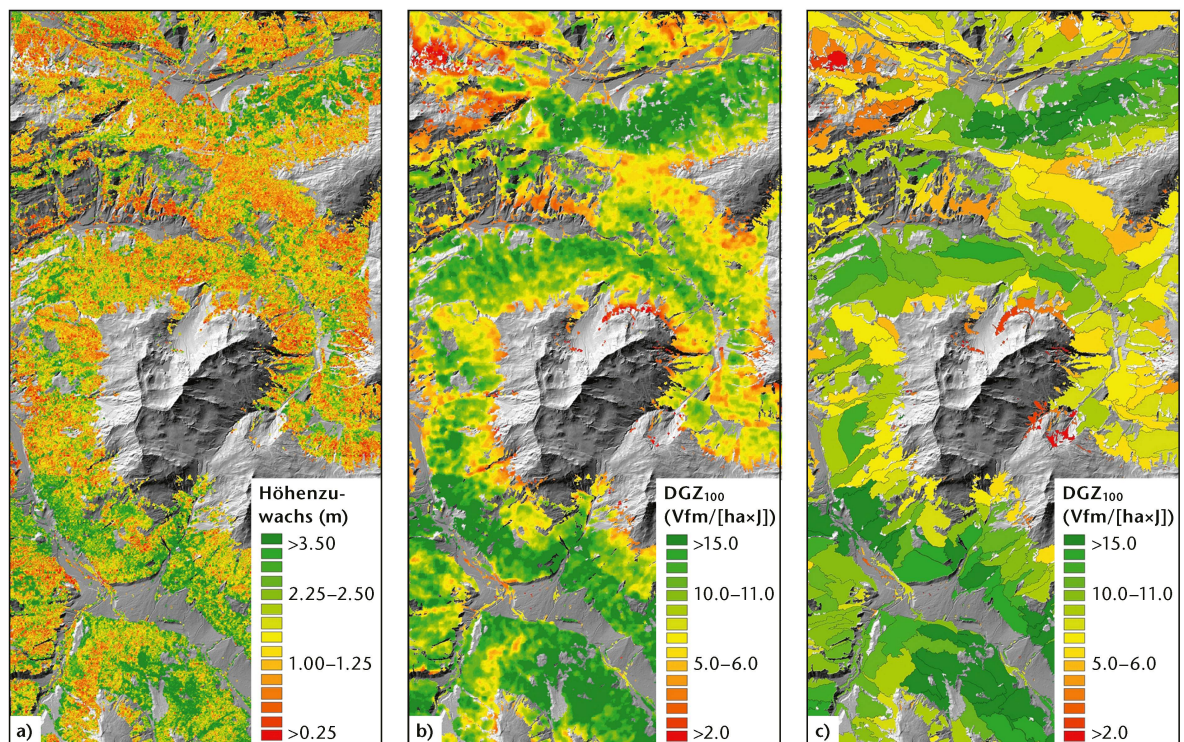 Höhenzu-
wachs (m)
>3.50
2.25–2.50
1.00–1.25
>0.25
a)
DGZ100
(Vfm/[ha×J])
>15.0
10.0–11.0
5.0–6.0
>2.0
b)
DGZ100
(Vfm/[ha×J])
>15.0
10.0–11.0
5.0–6.0
>2.0
c)